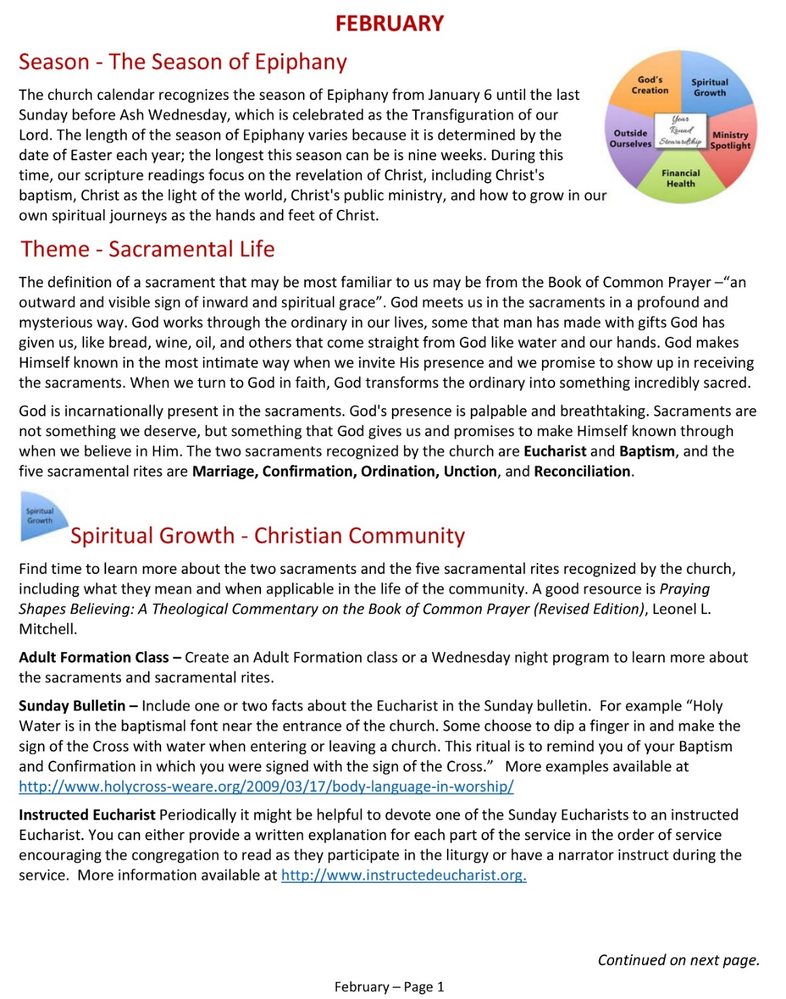 FEBRUARY
Season - The Season of Epiphany
The church calendar recognizes the season of Epiphany from January 6 until the last
Sunday before Ash Wednesday, which is celebrated as the Transfiguration of our
Lord. The length of the season of Epiphany varies because it is determined by the
date of Easter each year; the longest this season can be is nine weeks. During this
time, our scripture readings focus on the revelation of Christ, including Christ's
baptism, Christ as the light of the world, Christ's public ministry, and how to grow in our
own spiritual journeys as the hands and feet of Christ.
God's
Creation
Spiritual
Growth
Year
Round
Stewardship
Outside
Ourselves
Ministry
Spotlight
Financial
Health
Theme - Sacramental Life
The definition of a sacrament that may be most familiar to us may be from the Book of Common Prayer –“an
outward and visible sign of inward and spiritual grace”. God meets us in the sacraments in a profound and
mysterious way. God works through the ordinary in our lives, some that man has made with gifts God has
given us, like bread, wine, oil, and others that come straight from God like water and our hands. God makes
Himself known in the most intimate way when we invite His presence and we promise to show up in receiving
the sacraments. When we turn to God in faith, God transforms the ordinary into something incredibly sacred.
God is incarnationally present in the sacraments. God's presence is palpable and breathtaking. Sacraments are
not something we deserve, but something that God gives us and promises to make Himself known through
when we believe in Him. The two sacraments recognized by the church are Eucharist and Baptism, and the
five sacramental rites are Marriage, Confirmation, Ordination, Unction, and Reconciliation.
Spiritual
Growth
Spiritual Growth - Christian Community
Find time to learn more about the two sacraments and the five sacramental rites recognized by the church,
including what they mean and when applicable in the life of the community. A good resource is Praying
Shapes Believing: A Theological Commentary on the Book of Common Prayer (Revised Edition), Leonel L.
Mitchell.
Adult Formation Class – Create an Adult Formation class or a Wednesday night program to learn more about
the sacraments and sacramental rites.
Sunday Bulletin – Include one or two facts about the Eucharist in the Sunday bulletin.  For example “Holy
Water is in the baptismal font near the entrance of the church. Some choose to dip a finger in and make the
sign of the Cross with water when entering or leaving a church. This ritual is to remind you of your Baptism
and Confirmation in which you were signed with the sign of the Cross.”   More examples available at
http://www.holycross-weare.org/2009/03/17/body-language-in-worship/
Instructed Eucharist Periodically it might be helpful to devote one of the Sunday Eucharists to an instructed
Eucharist. You can either provide a written explanation for each part of the service in the order of service
encouraging the congregation to read as they participate in the liturgy or have a narrator instruct during the
service.  More information available at http://www.instructedeucharist.org.
Continued on next page.
February – Page 1